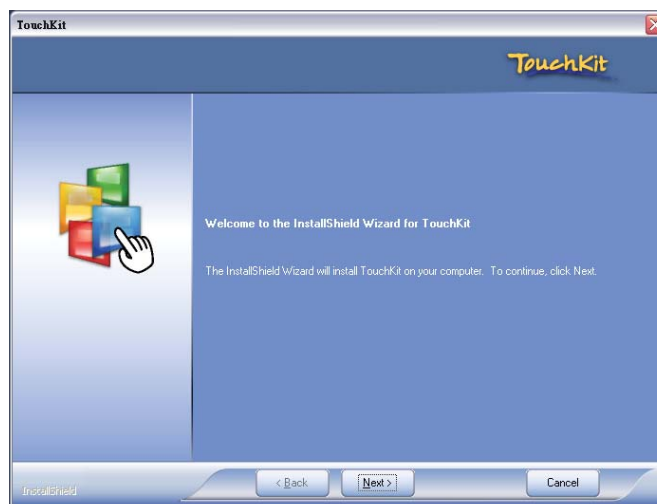 TouchKit
TouchKit
Welcome to the InstallShield Wizard for TouchKit
The InstallShield Wizard will install TouchKit on your computer. To continue, click Next.
InstallShield
< Back
Next >
Cancel